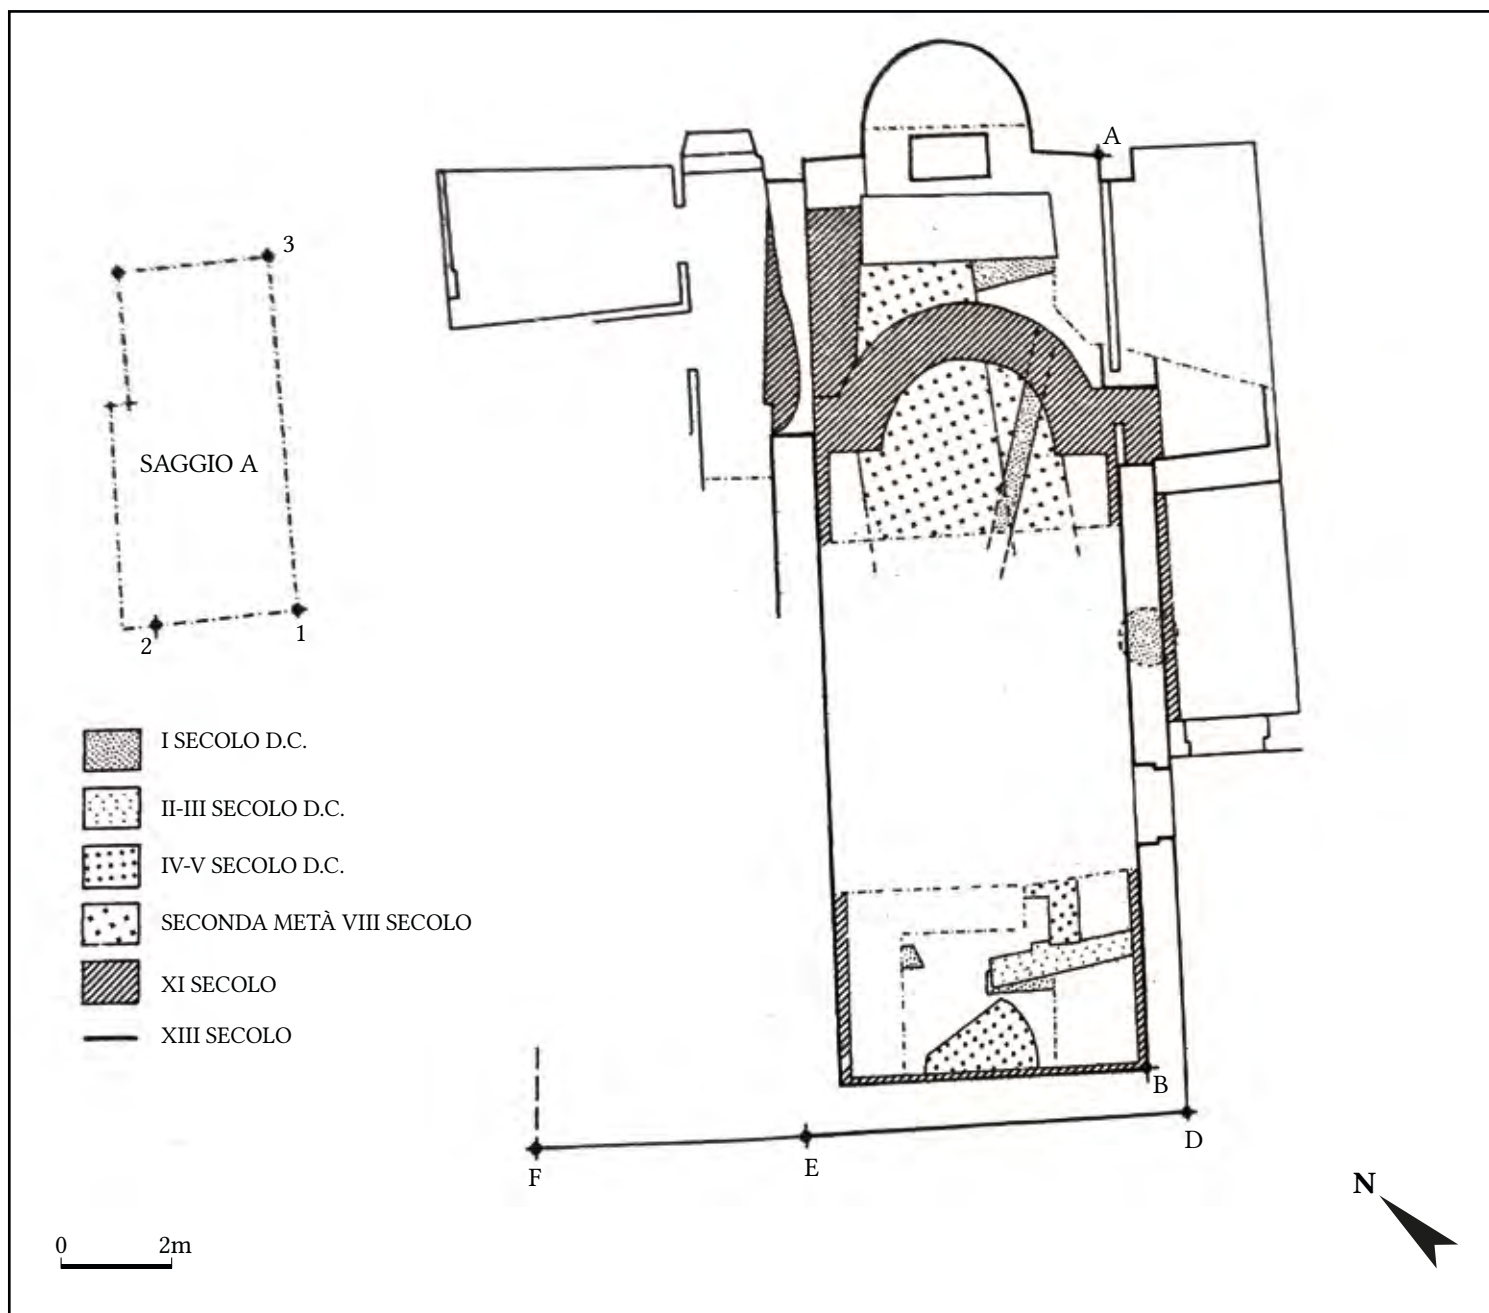 A
3
SAGGIO A
2
1
I SECOLO D.C.
II-III SECOLO D.C.
IV-V SECOLO D.C.
SECONDA METÀ VIII SECOLO
XI SECOLO
XIII SECOLO
B
D
E
F
N
0 2m